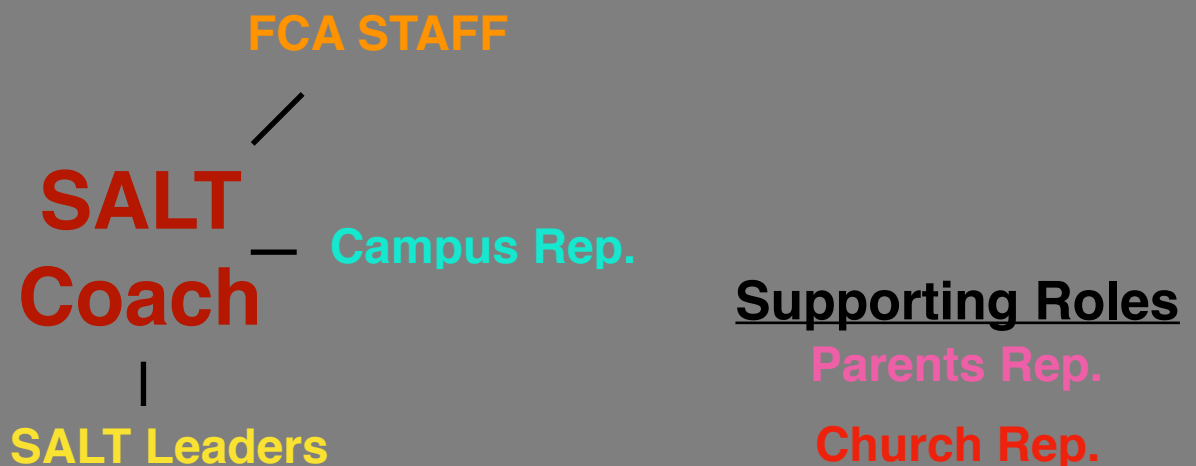 FCA STAFF
SALT
Coach
Campus Rep.
SALT Leaders
Supporting Roles
Parents Rep.
Church Rep.